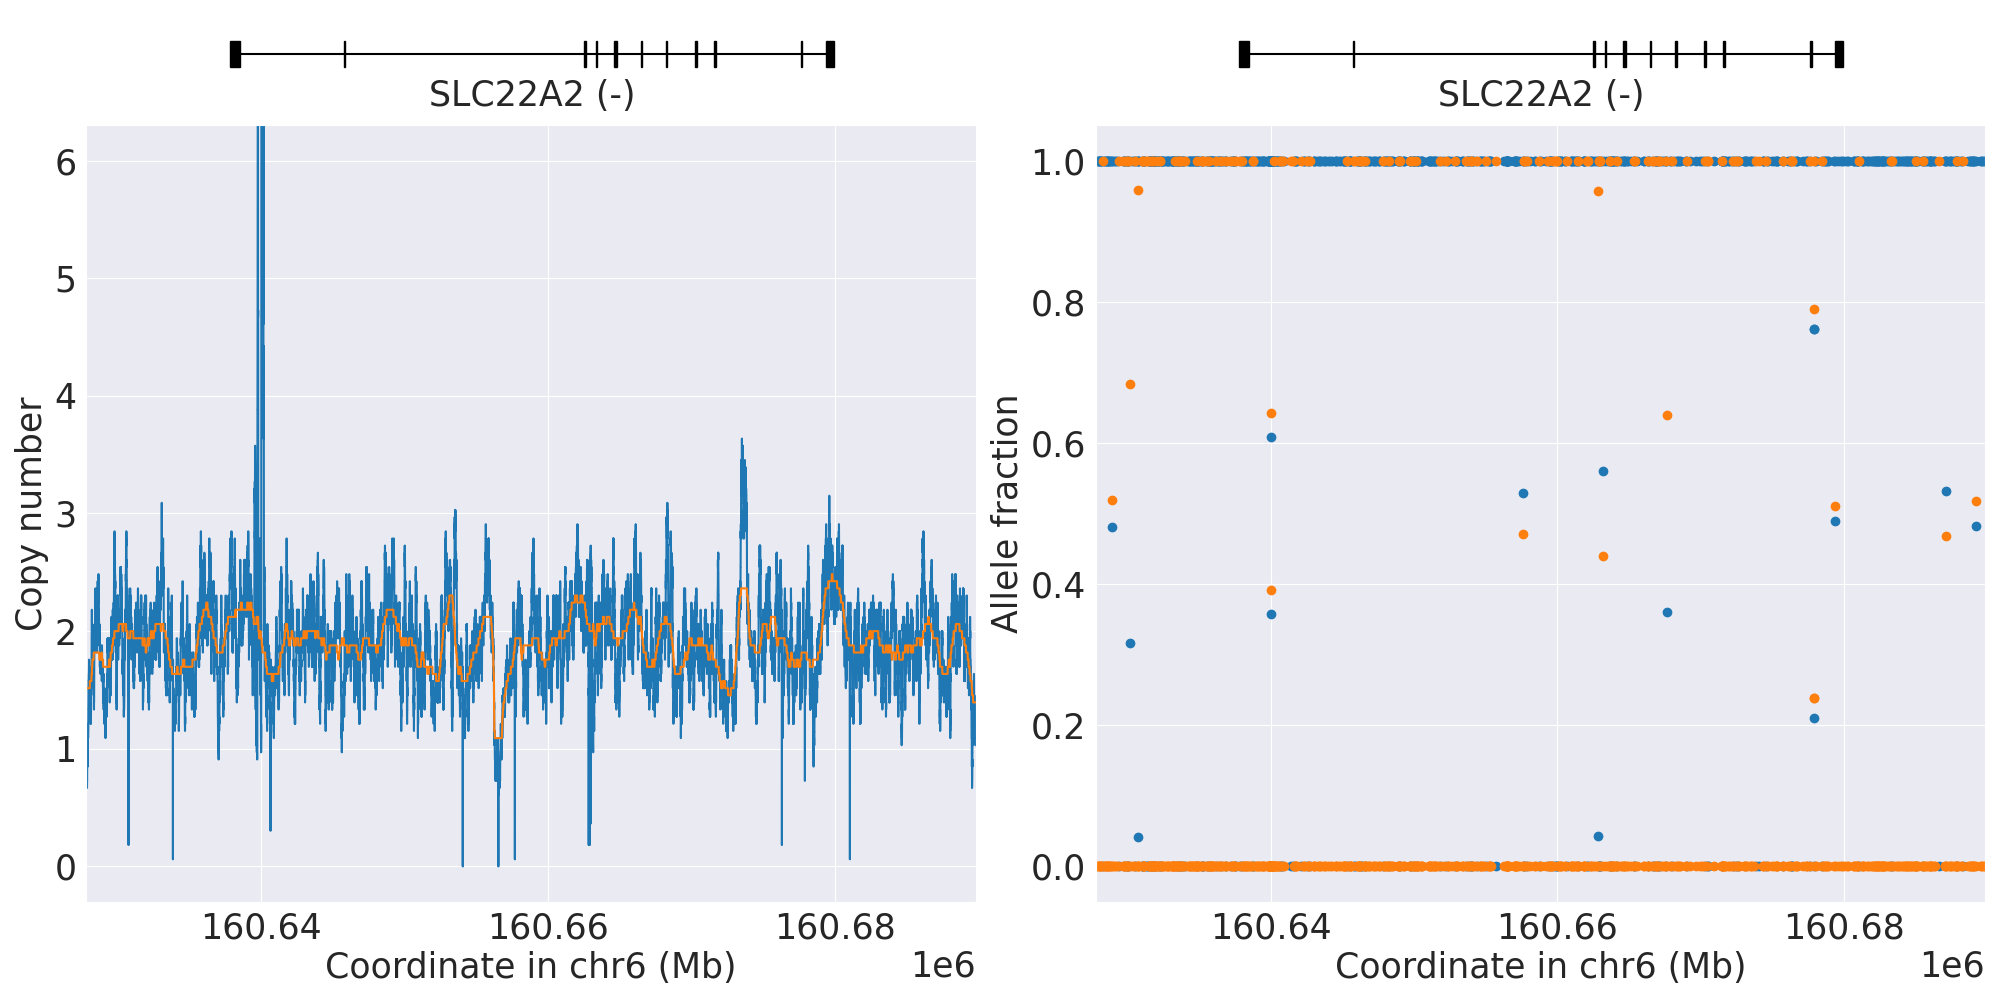 SLC22A2 (-)
6
5
4
3
2
1
0
Copy number
160.64
160.66
160.68
Coordinate in chr6 (Mb)
1e6
SLC22A2 (-)
1.0
0.8
0.6
0.4
0.2
0.0
Allele fraction
160.64
160.66
160.68
Coordinate in chr6 (Mb)
1e6